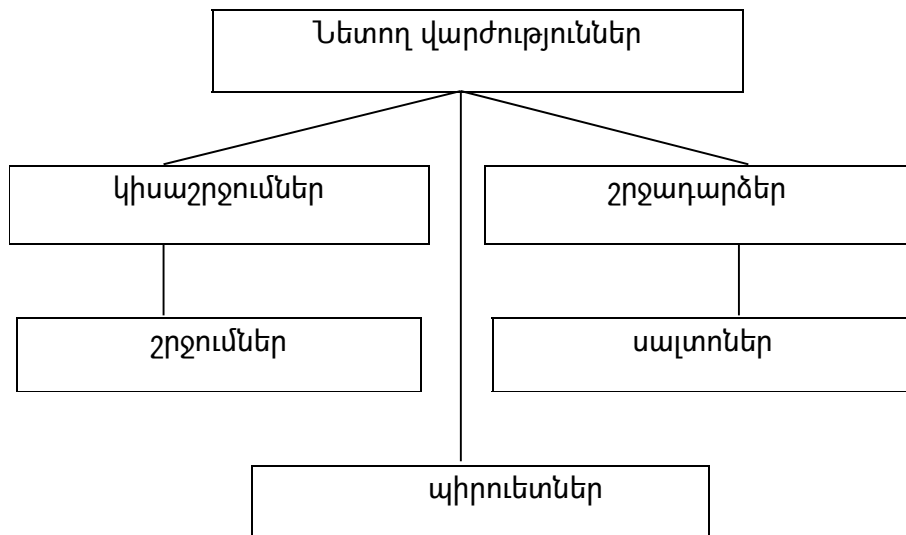 Նետող վարժություններ
կիսաշրջումներ
շրջադարձեր
շրջումներ
սալտոներ
պիրուետներ